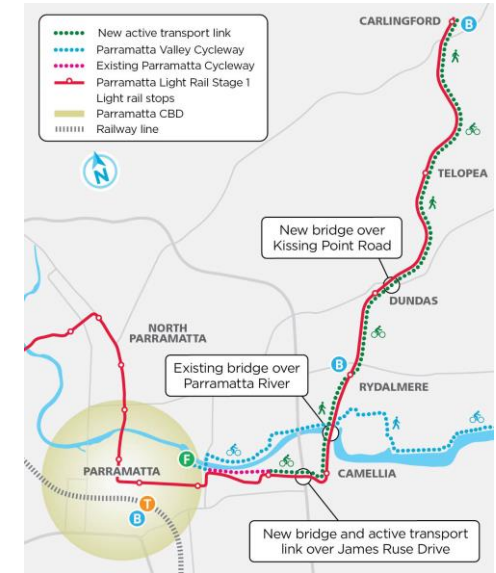 CARLINGFORD
B
New active transport link
Parramatta Valley Cycleway
Existing Parramatta Cycleway
Parramatta Light Rail Stage 1
Light rail stops
Parramatta CBD
Railway line
N
TELOPEA
New bridge over
Kissing Point Road
DUNDAS
NORTH
PARRAMATTA
Existing bridge over
Parramatta River
B
RYDALMERE
F
PARRAMATTA
CAMELLIA
T
B
New bridge and active transport
link over James Ruse Drive